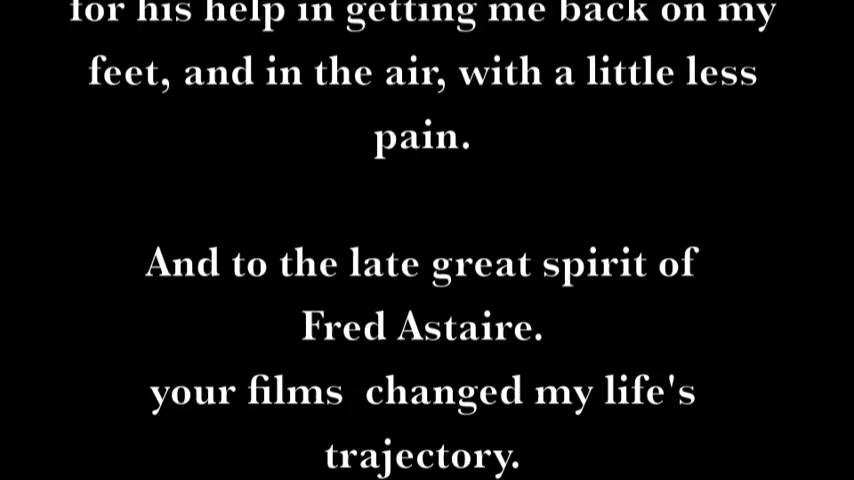 for his help in getting me back on my
feet, and in the air, with a little less
pain.
And to the late great spirit of
Fred Astaire.
your films  changed my life's
trajectory.